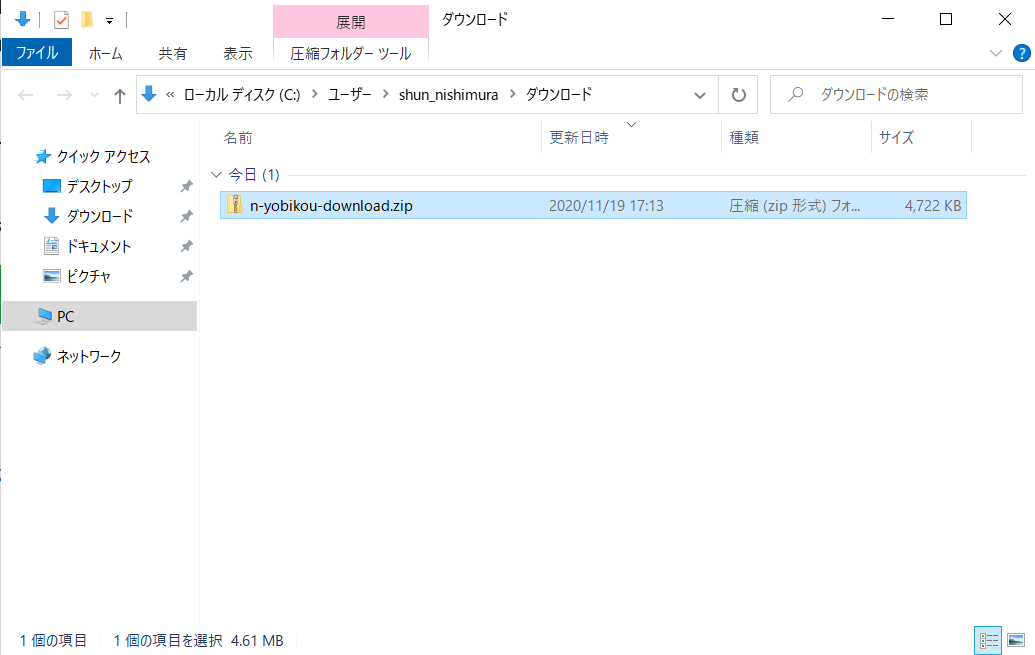 展開
ダウンロード
ファイル
ホーム
共有
表示
圧縮フォルダー ツール
?
« ローカル ディスク (C:) > ユーザー > shun_nishimura > ダウンロード
ダウンロードの検索
名前
更新日時
種類
サイズ
クイック アクセス
デスクトップ
ダウンロード
ドキュメント
ピクチャ
PC
ネットワーク
今日 (1)
n-yobikou-download.zip
2020/11/19 17:13
圧縮 (zip 形式) フォ...
4,722 KB
1 個の項目
1 個の項目を選択 4.61 MB